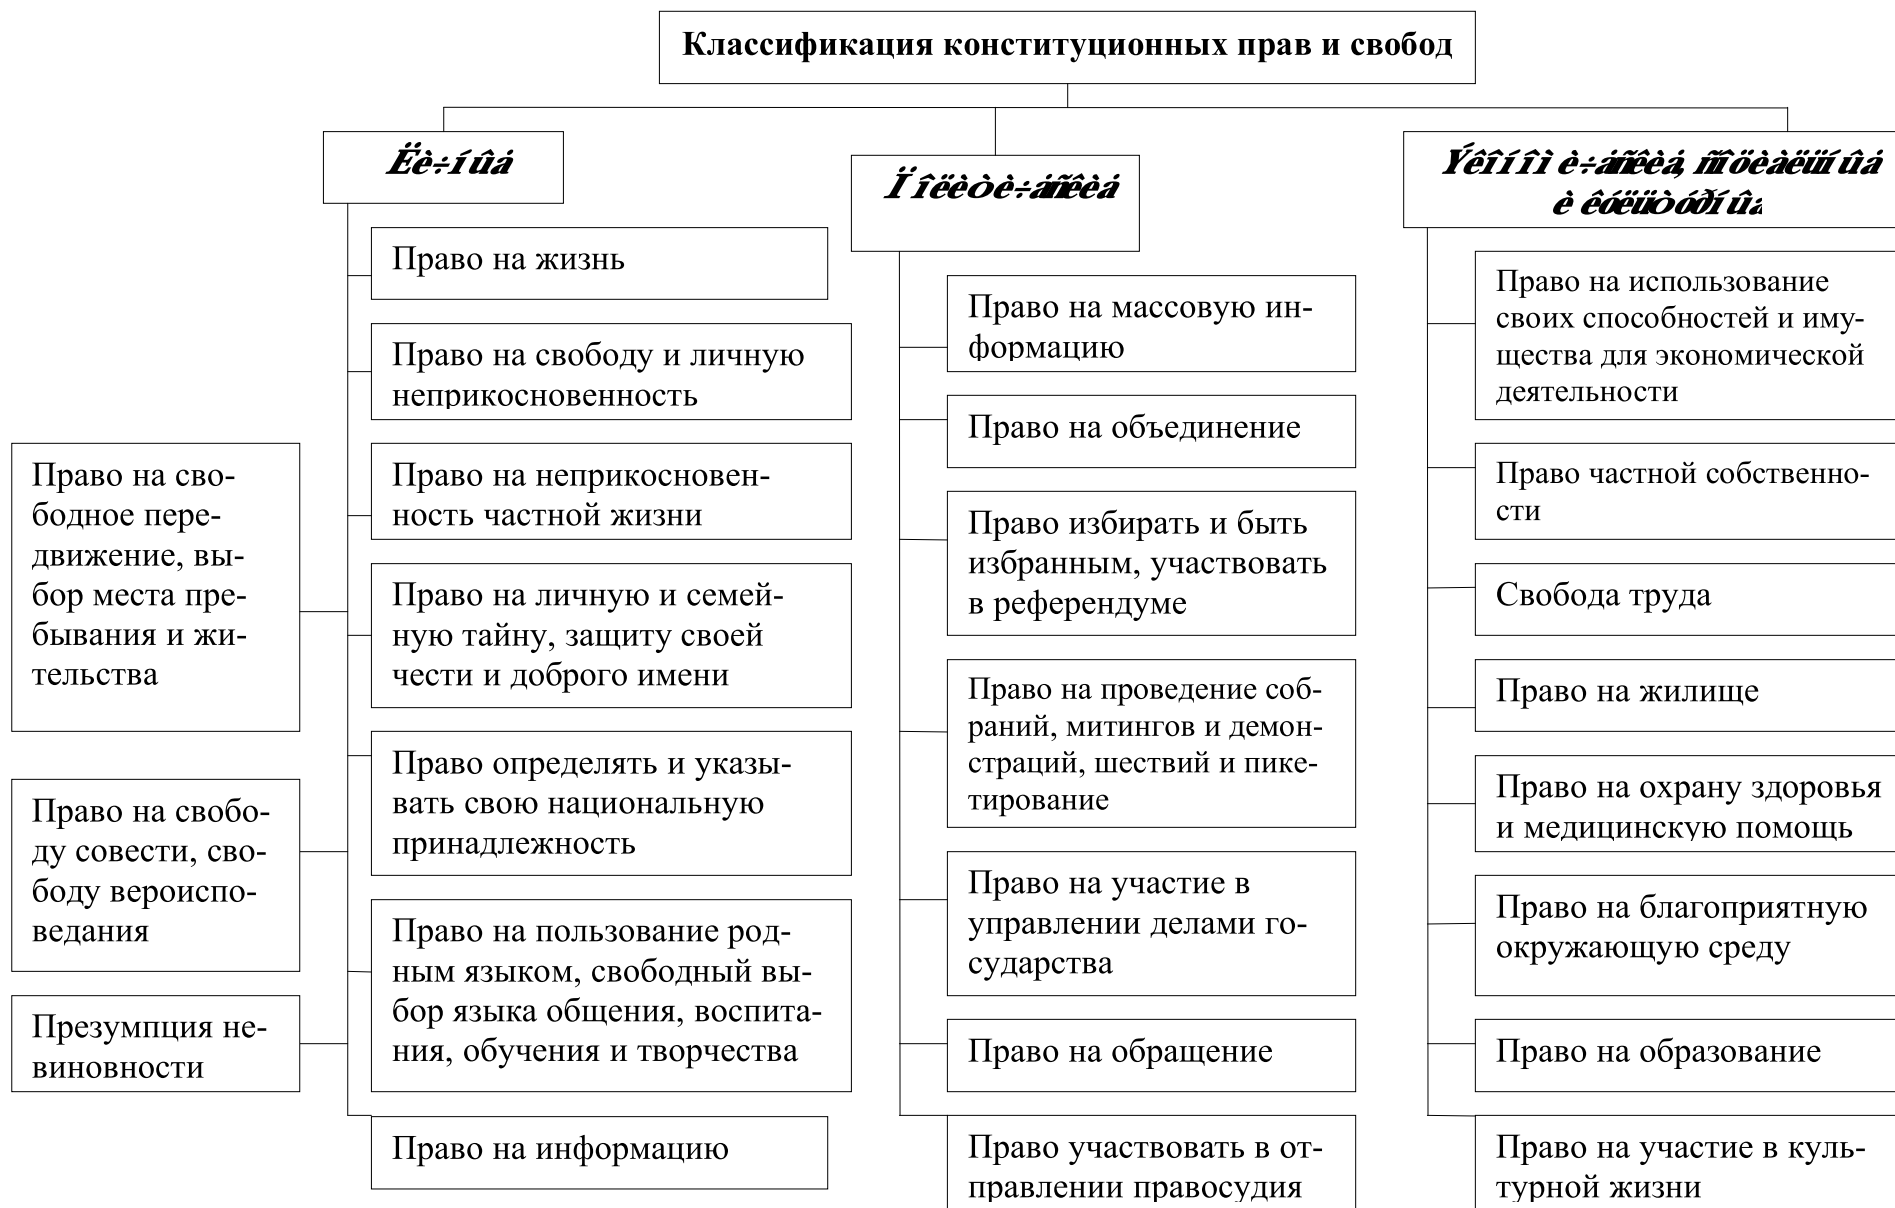 Классификация конституционных прав и свобод
Ëè÷íûå
Право на жизнь
Право на свободу и личную
неприкосновенность
Право на неприкосновен-
ность частной жизни
Право на личную и семей-
ную тайну, защиту своей
чести и доброго имени
Право определять и указы-
вать свою национальную
принадлежность
Право на пользование род-
ным языком, свободный вы-
бор языка общения, воспита-
ния, обучения и творчества
Право на информацию
Право на сво-
бодное пере-
движение, вы-
бор места пре-
бывания и жи-
тельства
Право на свобо-
ду совести, сво-
боду вероиспо-
ведания
Презумпция не-
виновности
Ïîëèòè÷åñêèå
Право на массовую ин-
формацию
Право на объединение
Право избирать и быть
избранным, участвовать
в референдуме
Право на проведение соб-
раний, митингов и демон-
страций, шествий и пике-
тирование
Право на участие в
управлении делами го-
сударства
Право на обращение
Право участвовать в от-
правлении правосудия
Ýêîíîìè÷åñêèå, ñîöèàëüíûå
è êóëüòóðíûå
Право на использование
своих способностей и иму-
щества для экономической
деятельности
Право частной собственно-
сти
Свобода труда
Право на жилище
Право на охрану здоровья
и медицинскую помощь
Право на благоприятную
окружающую среду
Право на образование
Право на участие в куль-
турной жизни